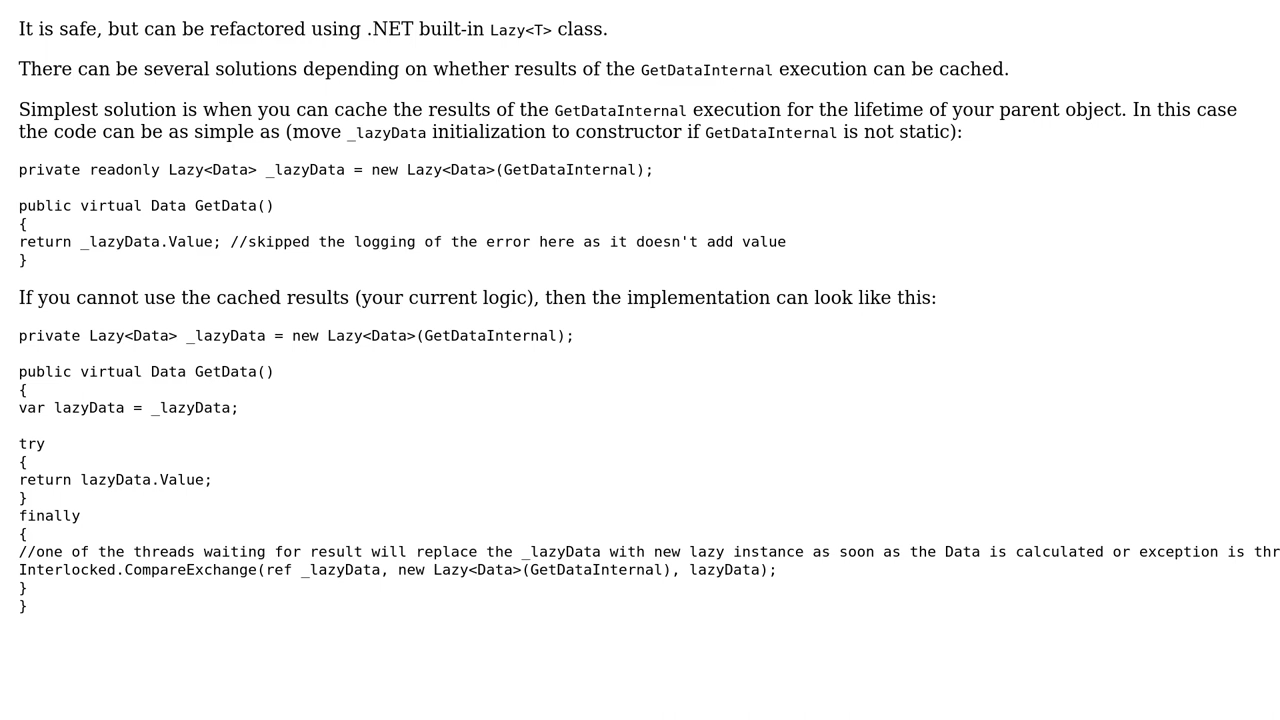 It is safe, but can be refactored using .NET built-in Lazy<T> class.
There can be several solutions depending on whether results of the GetDataInternal execution can be cached.
Simplest solution is when you can cache the results of the GetDataInternal execution for the lifetime of your parent object. In this case
the code can be as simple as (move _lazyData initialization to constructor if GetDataInternal is not static):
private readonly Lazy<Data> _lazyData = new Lazy<Data>(GetDataInternal);
public virtual Data GetData()
{
return _lazyData.Value; //skipped the logging of the error here as it doesn't add value
}
If you cannot use the cached results (your current logic), then the implementation can look like this:
private Lazy<Data> _lazyData = new Lazy<Data>(GetDataInternal);
public virtual Data GetData()
{
var lazyData = _lazyData;
try
{
return lazyData.Value;
}
finally
{
//one of the threads waiting for result will replace the _lazyData with new lazy instance as soon as the Data is calculated or exception is
Interlocked.CompareExchange(ref _lazyData, new Lazy<Data>(GetDataInternal), lazyData);
}
}